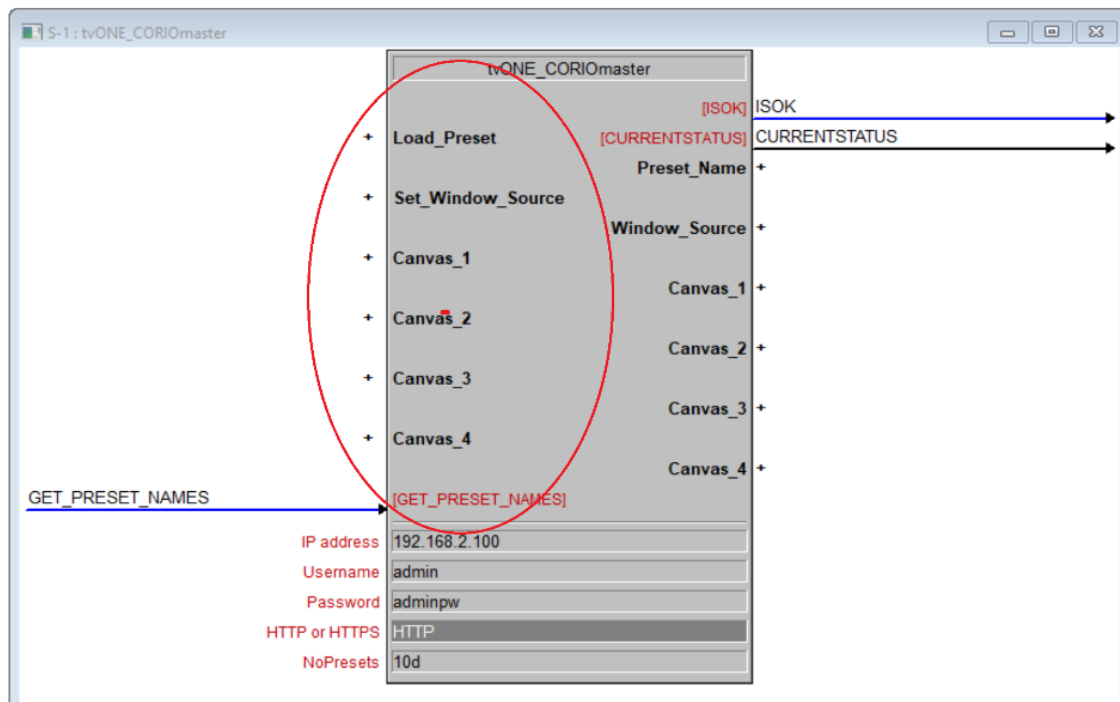 S-1 : tvONE_CORIOmaster
tvONE_CORIOmaster
[ISOK] ISOK
Load_Preset [CURRENTSTATUS] CURRENTSTATUS
+ Preset_Name +
Set_Window_Source
+ Window_Source +
Canvas_1
+ Canvas_1 +
Canvas_2
+ Canvas_2 +
Canvas_3
+ Canvas_3 +
Canvas_4
+ Canvas_4 +
GET_PRESET_NAMES [GET_PRESET_NAMES]
IP address 192.168.2.100
Username admin
Password adminpw
HTTP or HTTPS HTTP
NoPresets 10d